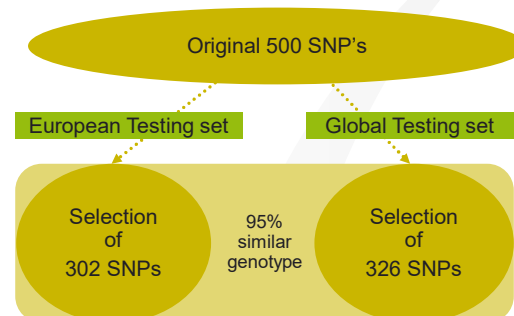 Original 500 SNP's
European Testing set
Global Testing set
Selection
of
302 SNPs
95%
similar
genotype
Selection
of
326 SNPs